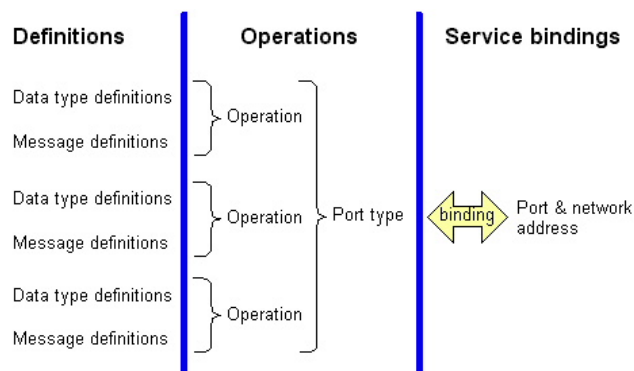 Definitions
Operations
Service bindings
Data type definitions
Message definitions
Operation
Data type definitions
Message definitions
Operation
Data type definitions
Message definitions
Operation
Port type
binding
Port & network
address